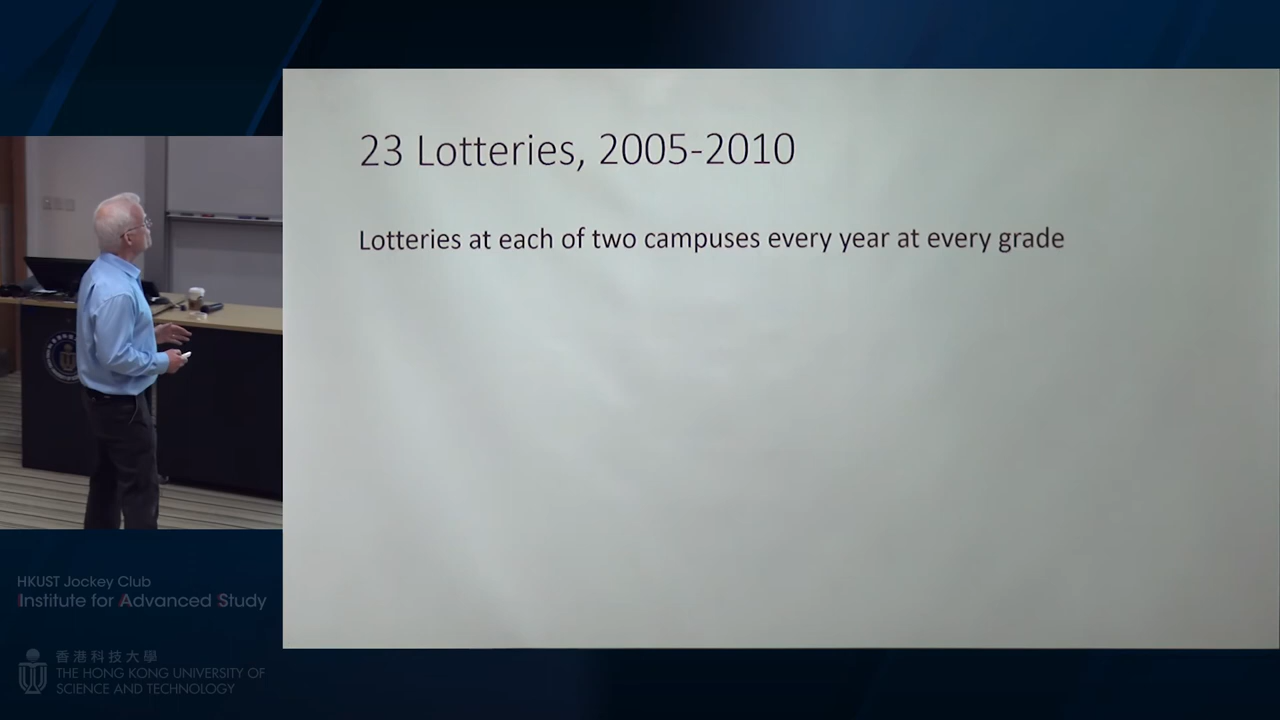 23 Lotteries, 2005-2010
Lotteries at each of two campuses every year at every grade
HKUST Jockey Club
Institute for Advanced Study
香港科技大學
THE HONG KONG UNIVERSITY OF
SCIENCE AND TECHNOLOGY